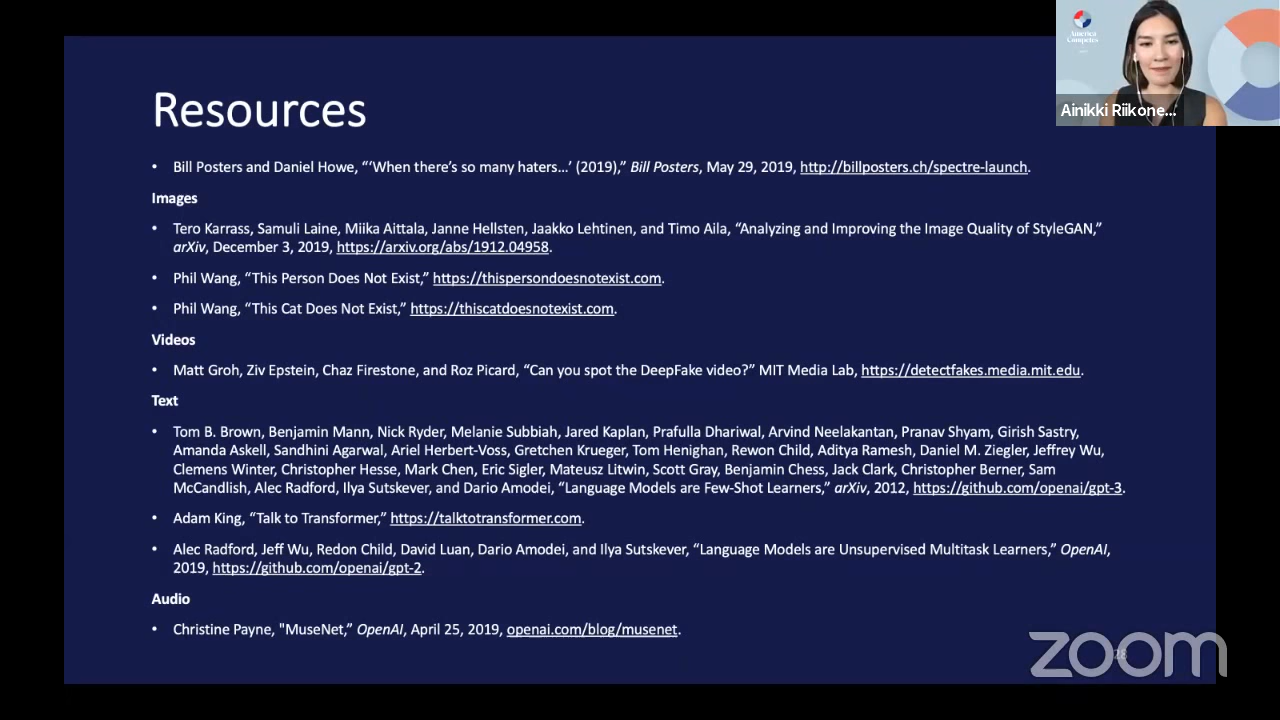 America
Competes
Ainikki Riikone...
Resources
• Bill Posters and Daniel Howe, “‘When there’s so many haters…’ (2019),” Bill Posters, May 29, 2019, http://billposters.ch/spectre-launch.
Images
• Tero Karrass, Samuli Laine, Miika Aittala, Janne Hellsten, Jaakko Lehtinen, and Timo Aila, “Analyzing and Improving the Image Quality of StyleGAN,”
arXiv, December 3, 2019, https://arxiv.org/abs/1912.04958.
• Phil Wang, “This Person Does Not Exist,” https://thispersondoesnotexist.com.
• Phil Wang, “This Cat Does Not Exist,” https://thiscatdoesnotexist.com.
Videos
• Matt Groh, Ziv Epstein, Chaz Firestone, and Roz Picard, “Can you spot the DeepFake video?” MIT Media Lab, https://detectfakes.media.mit.edu.
Text
• Tom B. Brown, Benjamin Mann, Nick Ryder, Melanie Subbiah, Jared Kaplan, Prafulla Dhariwal, Arvind Neelakantan, Pranav Shyam, Girish Sastry,
Amanda Askell, Sandhini Agarwal, Ariel Herbert-Voss, Gretchen Krueger, Tom Henighan, Rewon Child, Aditya Ramesh, Daniel M. Ziegler, Jeffrey Wu,
Clemens Winter, Christopher Hesse, Mark Chen, Eric Sigler, Mateusz Litwin, Scott Gray, Benjamin Chess, Jack Clark, Christopher Berner, Sam
McCandlish, Alec Radford, Ilya Sutskever, and Dario Amodei, “Language Models are Few-Shot Learners,” arXiv, 2012, https://github.com/openai/gpt-3.
• Adam King, “Talk to Transformer,” https://talktotransformer.com.
• Alec Radford, Jeff Wu, Redon Child, David Luan, Dario Amodei, and Ilya Sutskever, “Language Models are Unsupervised Multitask Learners,” OpenAI,
2019, https://github.com/openai/gpt-2.
Audio
• Christine Payne, "MuseNet,” OpenAI, April 25, 2019, openai.com/blog/musenet.
28
zoom